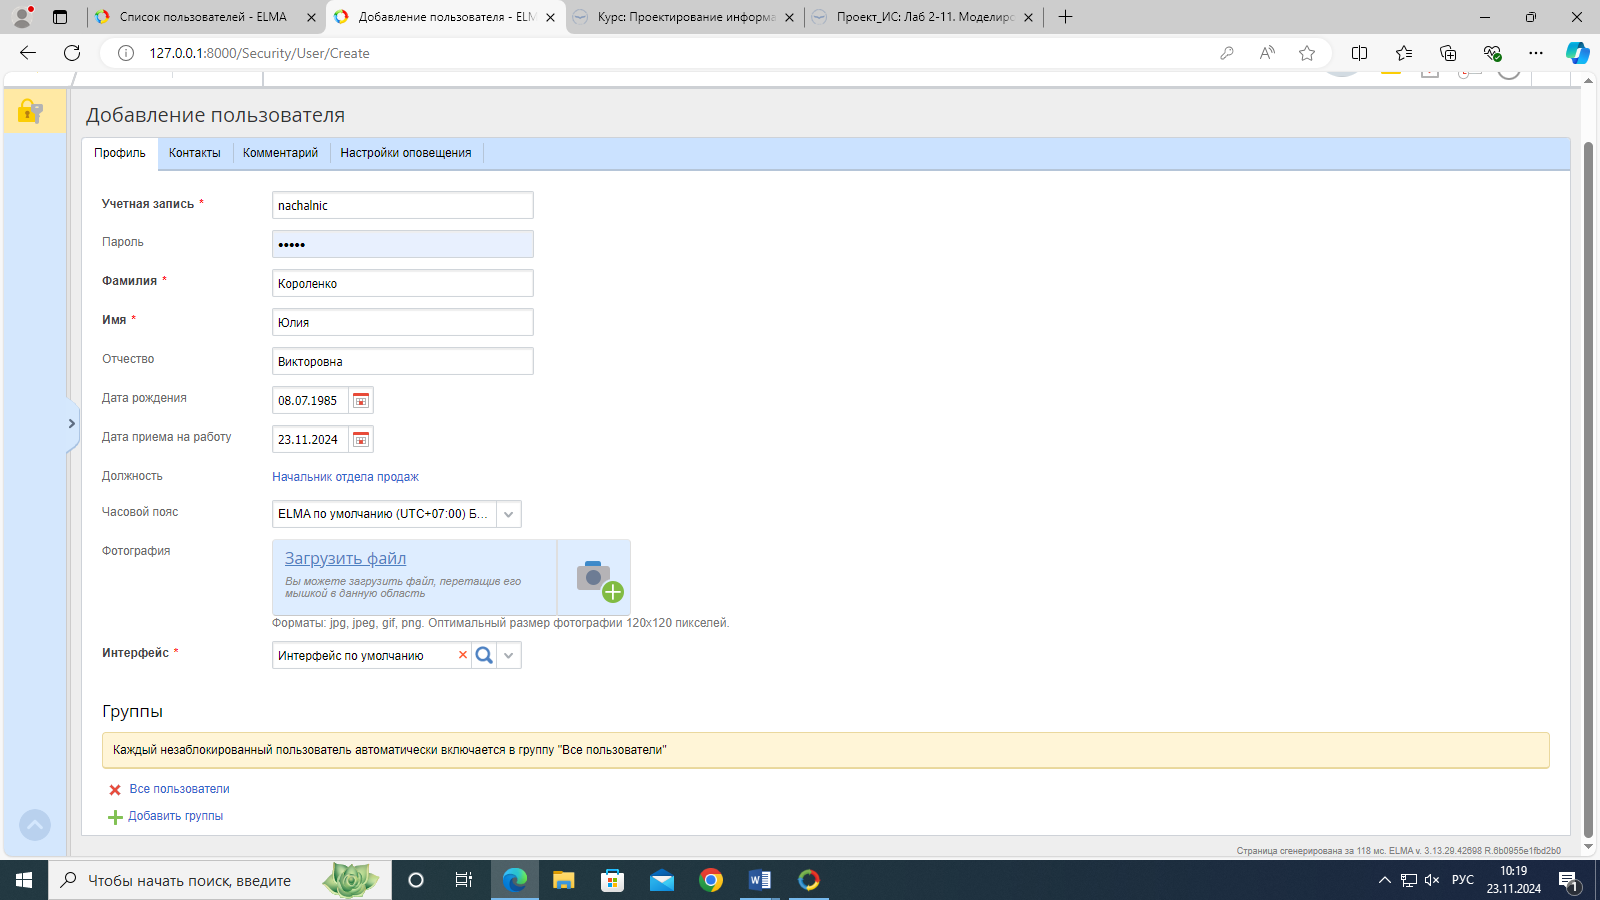 Список пользователей - ELMA
Добавление пользователя - ELM
Курс: Проектирование информа
Проект_ИС: Лаб 2-11. Моделиро
127.0.0.1:8000/Security/User/Create
Добавление пользователя
Профиль
Контакты
Комментарий
Настройки оповещения
Учетная запись *
nachalnic
Пароль
•••••
Фамилия *
Короленко
Имя *
Юлия
Отчество
Викторовна
Дата рождения
08.07.1985
Дата приема на работу
23.11.2024
Должность
Начальник отдела продаж
Часовой пояс
ELMA по умолчанию (UTC+07:00) Б...
Фотография
Загрузить файл
Вы можете загрузить файл, перетащив его
мышкой в данную область
Форматы: jpg, jpeg, gif, png. Оптимальный размер фотографии 120x120 пикселей.
Интерфейс *
Интерфейс по умолчанию
Группы
Каждый незаблокированный пользователь автоматически включается в группу "Все пользователи"
Все пользователи
Добавить группы
Страница сгенерирована за 118 мс. ELMA v. 3.13.29.42698 R.6b0955e1fbd2b0
Чтобы начать поиск, введите
РУС
10:19
23.11.2024
1